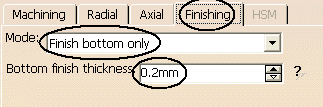 Machining Radial Axial Finishing HSM
Mode: Finish bottom only
Bottom finish thickness: 0.2mm ?